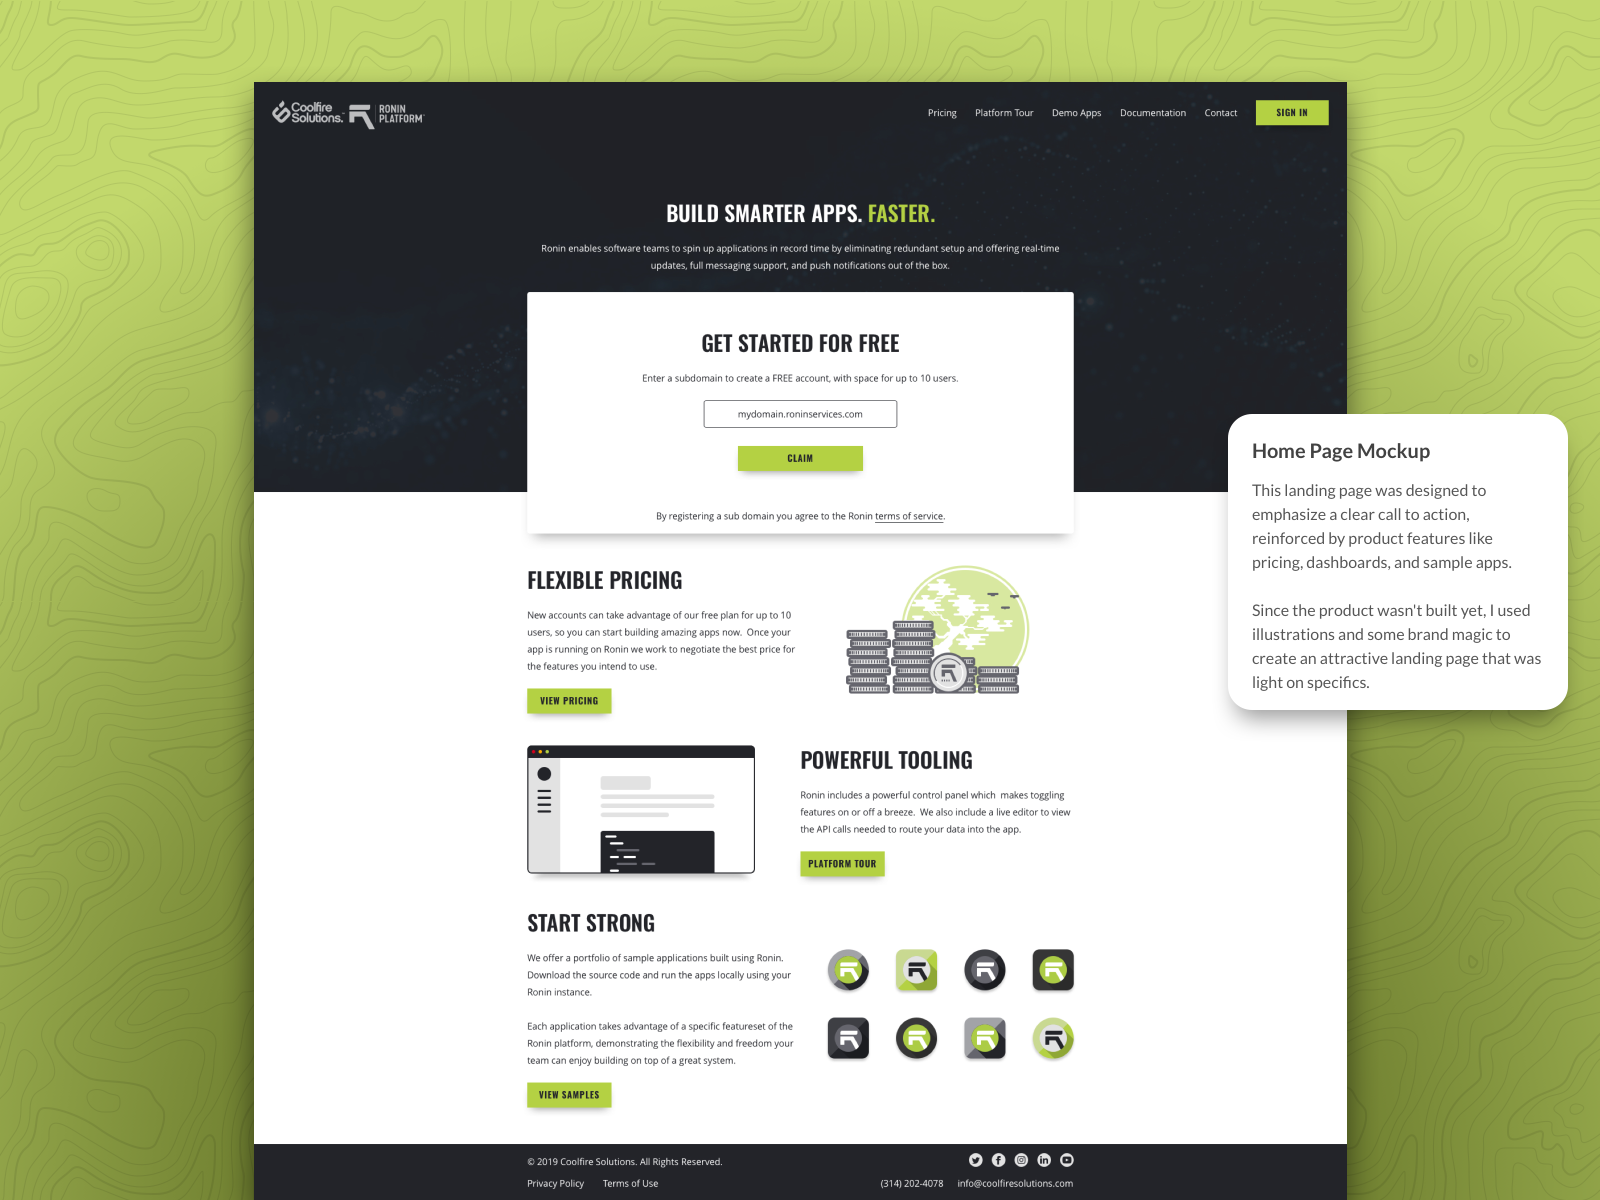 Coolfire
Solutions.
RONIN
PLATFORM
Pricing
Platform Tour
Demo Apps
Documentation
Contact
SIGN IN
BUILD SMARTER APPS. FASTER.
Ronin enables software teams to spin up applications in record time by eliminating redundant setup and offering real-time
updates, full messaging support, and push notifications out of the box.
GET STARTED FOR FREE
Enter a subdomain to create a FREE account, with space for up to 10 users.
mydomain.roninservices.com
CLAIM
By registering a sub domain you agree to the Ronin terms of service.
Home Page Mockup
This landing page was designed to
emphasize a clear call to action,
reinforced by product features like
pricing, dashboards, and sample apps.
Since the product wasn't built yet, I used
illustrations and some brand magic to
create an attractive landing page that was
light on specifics.
FLEXIBLE PRICING
New accounts can take advantage of our free plan for up to 10
users, so you can start building amazing apps now.  Once your
app is running on Ronin we work to negotiate the best price for
the features you intend to use.
VIEW PRICING
POWERFUL TOOLING
Ronin includes a powerful control panel which  makes toggling
features on or off a breeze.  We also include a live editor to view
the API calls needed to route your data into the app.
PLATFORM TOUR
START STRONG
We offer a portfolio of sample applications built using Ronin.
Download the source code and run the apps locally using your
Ronin instance.
Each application takes advantage of a specific featureset of the
Ronin platform, demonstrating the flexibility and freedom your
team can enjoy building on top of a great system.
VIEW SAMPLES
© 2019 Coolfire Solutions. All Rights Reserved.
Privacy Policy
Terms of Use
(314) 202-4078
info@coolfiresolutions.com